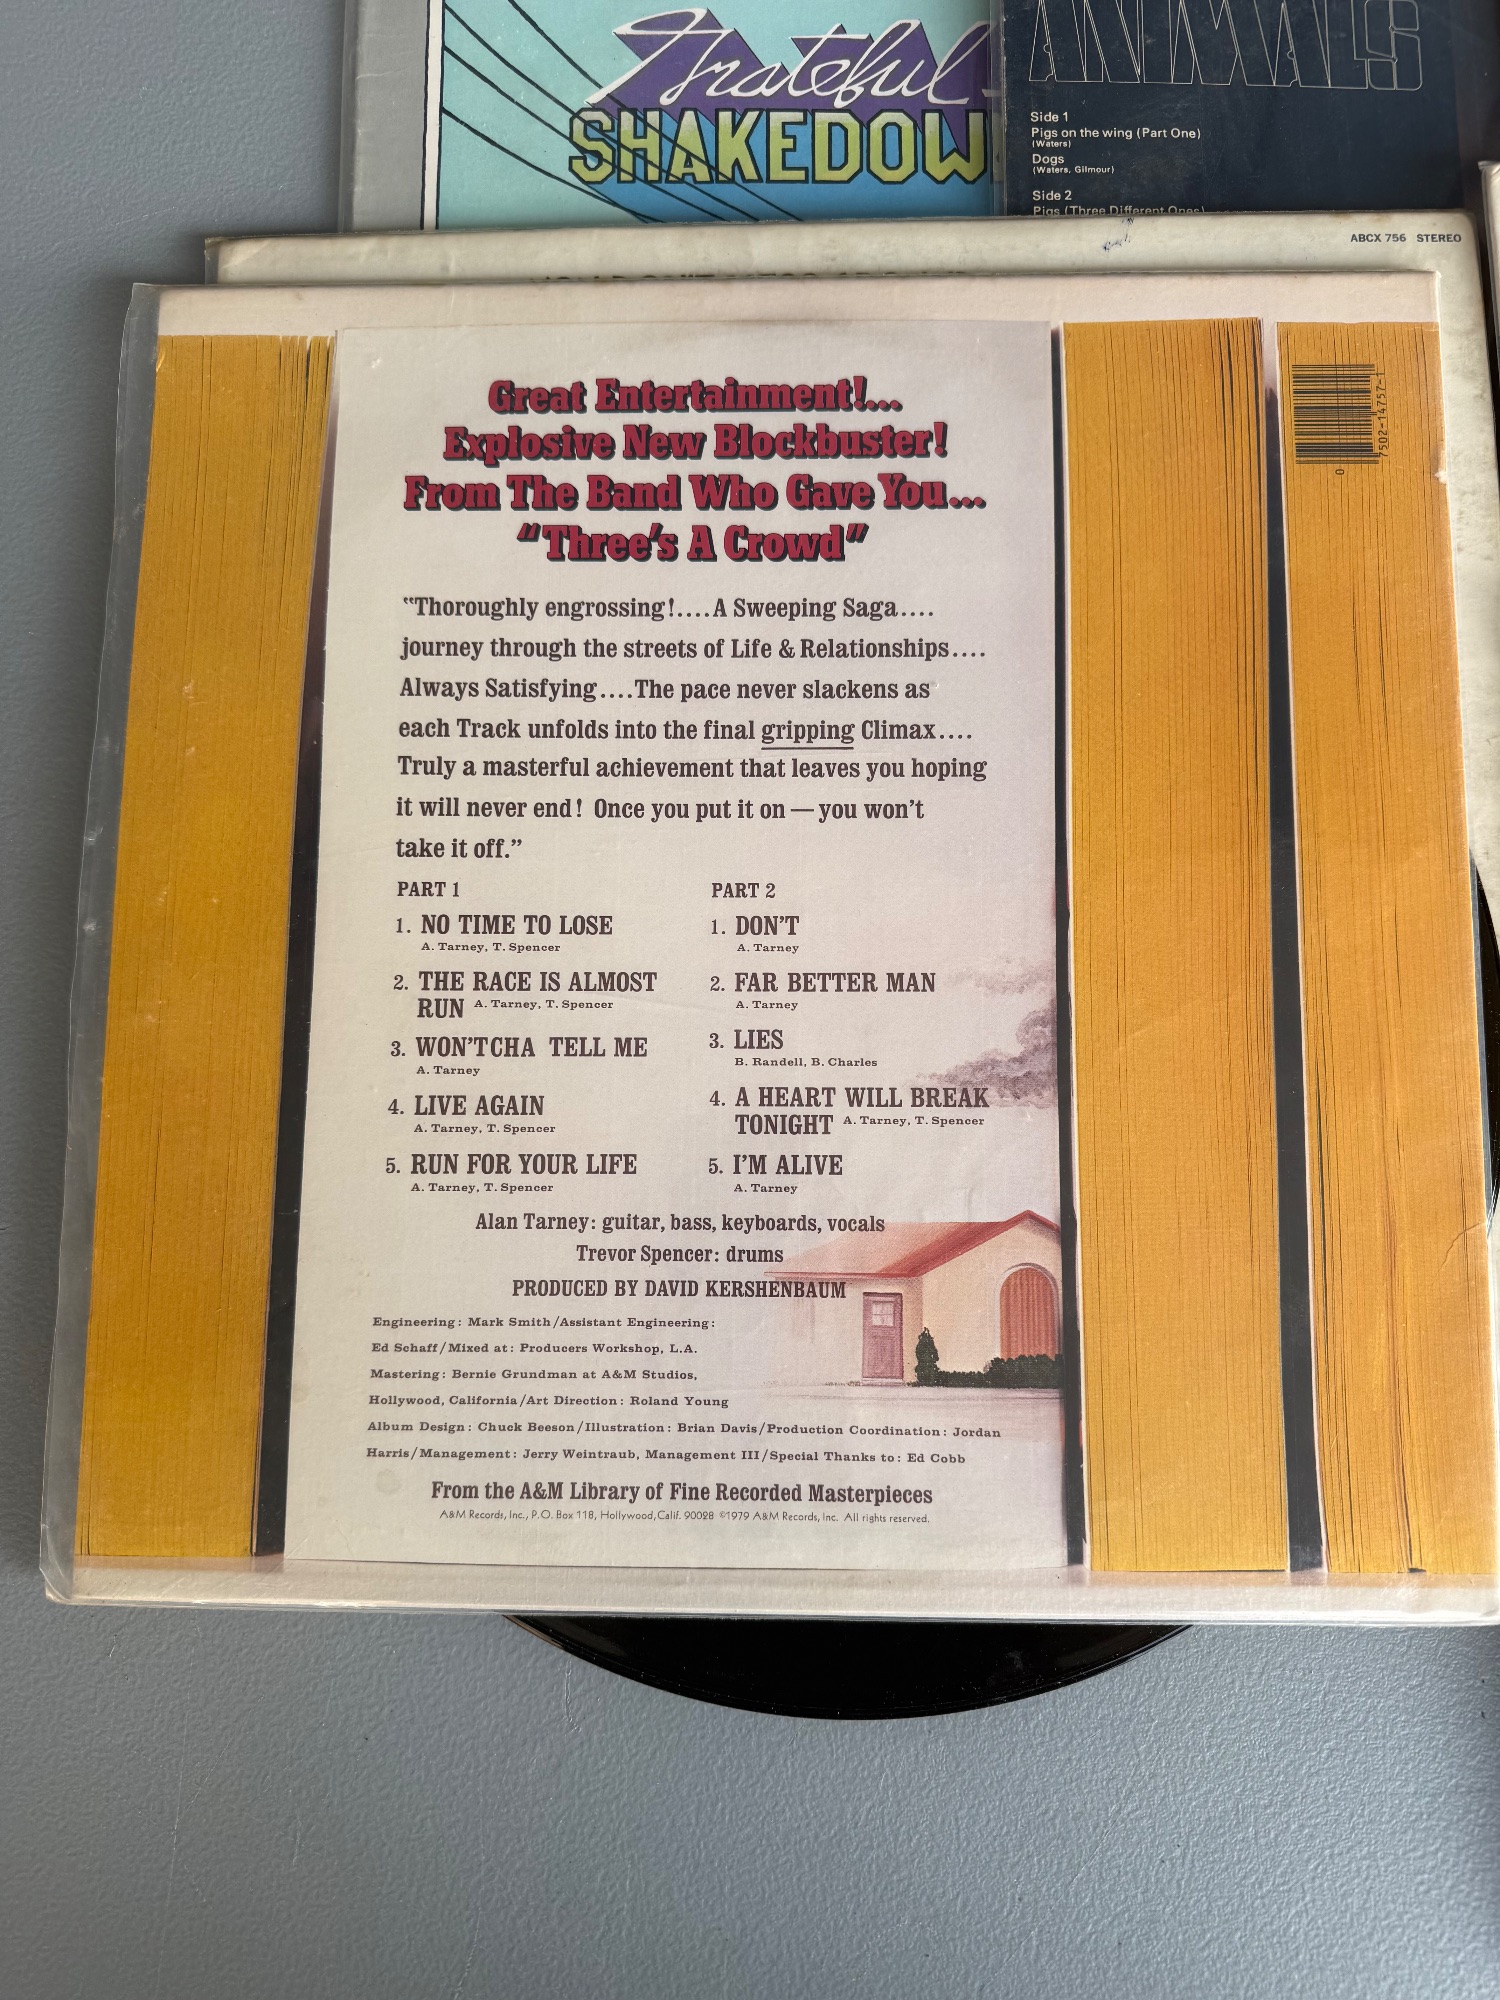 Grateful
SHAKEDOW
ANIMALS
Side 1
Pigs on the wing (Part One)
(Waters)
Dogs
(Waters, Gilmour)
Side 2
Pigs (Three Different Ones)
ABCX 756 STEREO
Great Entertainment!...
Explosive New Blockbuster!
From The Band Who Gave You...
"Three's A Crowd"
"Thoroughly engrossing!....A Sweeping Saga....
journey through the streets of Life & Relationships....
Always Satisfying....The pace never slackens as
each Track unfolds into the final gripping Climax....
Truly a masterful achievement that leaves you hoping
it will never end! Once you put it on — you won't
take it off."
PART 1
1. NO TIME TO LOSE
A. Tarney, T. Spencer
2. THE RACE IS ALMOST
RUN A. Tarney, T. Spencer
3. WON'TCHA TELL ME
A. Tarney
4. LIVE AGAIN
A. Tarney, T. Spencer
5. RUN FOR YOUR LIFE
A. Tarney, T. Spencer
PART 2
1. DON'T
A. Tarney
2. FAR BETTER MAN
A. Tarney
3. LIES
B. Randell, B. Charles
4. A HEART WILL BREAK
TONIGHT A. Tarney, T. Spencer
5. I'M ALIVE
A. Tarney
Alan Tarney: guitar, bass, keyboards, vocals
Trevor Spencer: drums
PRODUCED BY DAVID KERSHENBAUM
Engineering: Mark Smith/Assistant Engineering:
Ed Schaff/Mixed at: Producers Workshop, L.A.
Mastering: Bernie Grundman at A&M Studios,
Hollywood, California/Art Direction: Roland Young
Album Design: Chuck Beeson/Illustration: Brian Davis/Production Coordination: Jordan
Harris/Management: Jerry Weintraub, Management III/Special Thanks to: Ed Cobb
From the A&M Library of Fine Recorded Masterpieces
A&M Records, Inc., P.O. Box 118, Hollywood, Calif. 90028 ©1979 A&M Records, Inc. All rights reserved.
0 7502-14757-1